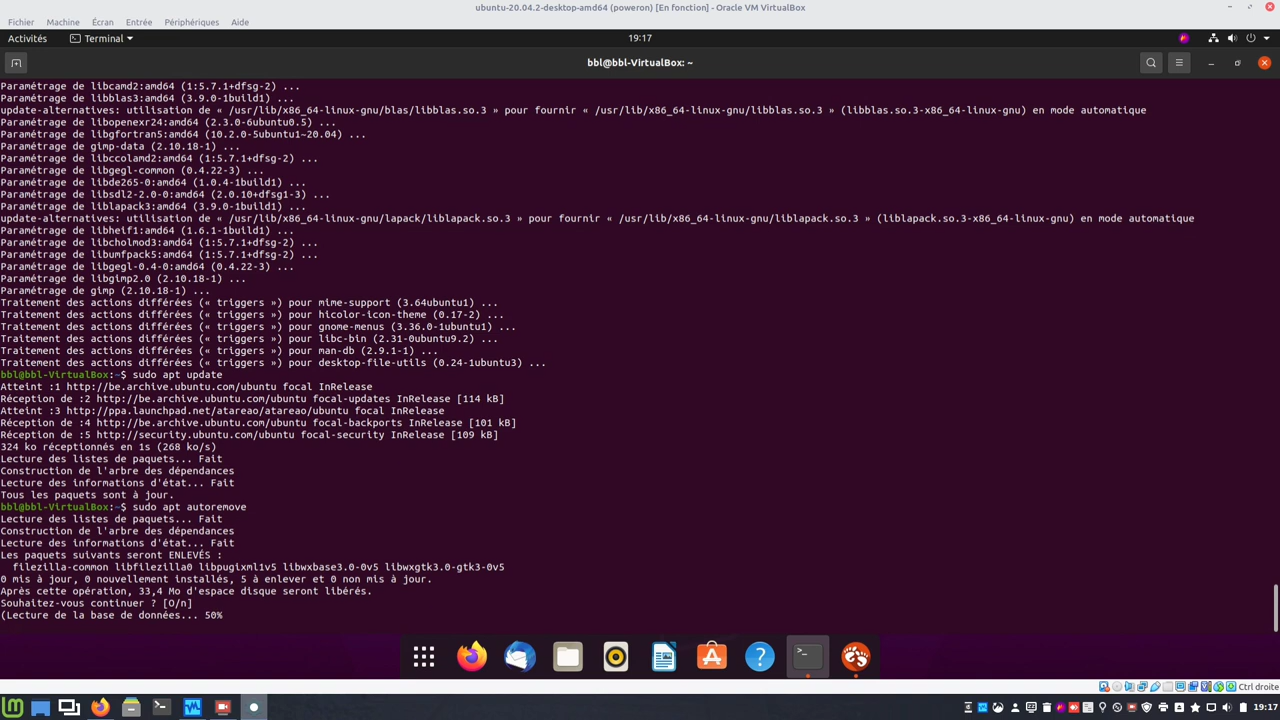 ubuntu-20.04.2-desktop-amd64 (poweron) [En fonction] - Oracle VM VirtualBox
Fichier Machine Écran Entrée Périphériques Aide
Activités Terminal 19:17
bbl@bbl-VirtualBox: ~
Paramétrage de libcamd2:amd64 (1:5.7.1+dfsg-2) ...
Paramétrage de libblas3:amd64 (3.9.0-1build1) ...
update-alternatives: utilisation de « /usr/lib/x86_64-linux-gnu/blas/libblas.so.3 » pour fournir « /usr/lib/x86_64-linux-gnu/libblas.so.3 » (libblas.so.3-x86_64-linux-gnu) en mode automatique
Paramétrage de libopenexr24:amd64 (2.3.0-6ubuntu0.5) ...
Paramétrage de libgfortran5:amd64 (10.2.0-5ubuntu1~20.04) ...
Paramétrage de gimp-data (2.10.18-1) ...
Paramétrage de libccolamd2:amd64 (1:5.7.1+dfsg-2) ...
Paramétrage de libgegl-common (0.4.22-3) ...
Paramétrage de libde265-0:amd64 (1.0.4-1build1) ...
Paramétrage de libsdl2-2.0-0:amd64 (2.0.10+dfsg1-3) ...
Paramétrage de liblapack3:amd64 (3.9.0-1build1) ...
update-alternatives: utilisation de « /usr/lib/x86_64-linux-gnu/lapack/liblapack.so.3 » pour fournir « /usr/lib/x86_64-linux-gnu/liblapack.so.3 » (liblapack.so.3-x86_64-linux-gnu) en mode automatique
Paramétrage de libheif1:amd64 (1.6.1-1build1) ...
Paramétrage de libcholmod3:amd64 (1:5.7.1+dfsg-2) ...
Paramétrage de libumfpack5:amd64 (1:5.7.1+dfsg-2) ...
Paramétrage de libgegl-0.4-0:amd64 (0.4.22-3) ...
Paramétrage de libgimp2.0 (2.10.18-1) ...
Paramétrage de gimp (2.10.18-1) ...
Traitement des actions différées (« triggers ») pour mime-support (3.64ubuntu1) ...
Traitement des actions différées (« triggers ») pour hicolor-icon-theme (0.17-2) ...
Traitement des actions différées (« triggers ») pour gnome-menus (3.36.0-1ubuntu1) ...
Traitement des actions différées (« triggers ») pour libc-bin (2.31-0ubuntu9.2) ...
Traitement des actions différées (« triggers ») pour man-db (2.9.1-1) ...
Traitement des actions différées (« triggers ») pour desktop-file-utils (0.24-1ubuntu3) ...
bbl@bbl-VirtualBox:~$ sudo apt update
Atteint :1 http://be.archive.ubuntu.com/ubuntu focal InRelease
Réception de :2 http://be.archive.ubuntu.com/ubuntu focal-updates InRelease [114 kB]
Atteint :3 http://ppa.launchpad.net/atareao/atareao/ubuntu focal InRelease
Réception de :4 http://be.archive.ubuntu.com/ubuntu focal-backports InRelease [101 kB]
Réception de :5 http://security.ubuntu.com/ubuntu focal-security InRelease [109 kB]
324 ko réceptionnés en 1s (268 ko/s)
Lecture des listes de paquets... Fait
Construction de l'arbre des dépendances
Lecture des informations d'état... Fait
Tous les paquets sont à jour.
bbl@bbl-VirtualBox:~$ sudo apt autoremove
Lecture des listes de paquets... Fait
Construction de l'arbre des dépendances
Lecture des informations d'état... Fait
Les paquets suivants seront ENLEVÉS :
filezilla-common libfilezilla0 libpugixml1v5 libwxbase3.0-0v5 libwxgtk3.0-gtk3-0v5
0 mis à jour, 0 nouvellement installés, 5 à enlever et 0 non mis à jour.
Après cette opération, 33,4 Mo d'espace disque seront libérés.
Souhaitez-vous continuer ? [O/n]
(Lecture de la base de données... 50%
Ctrl droite
19:17